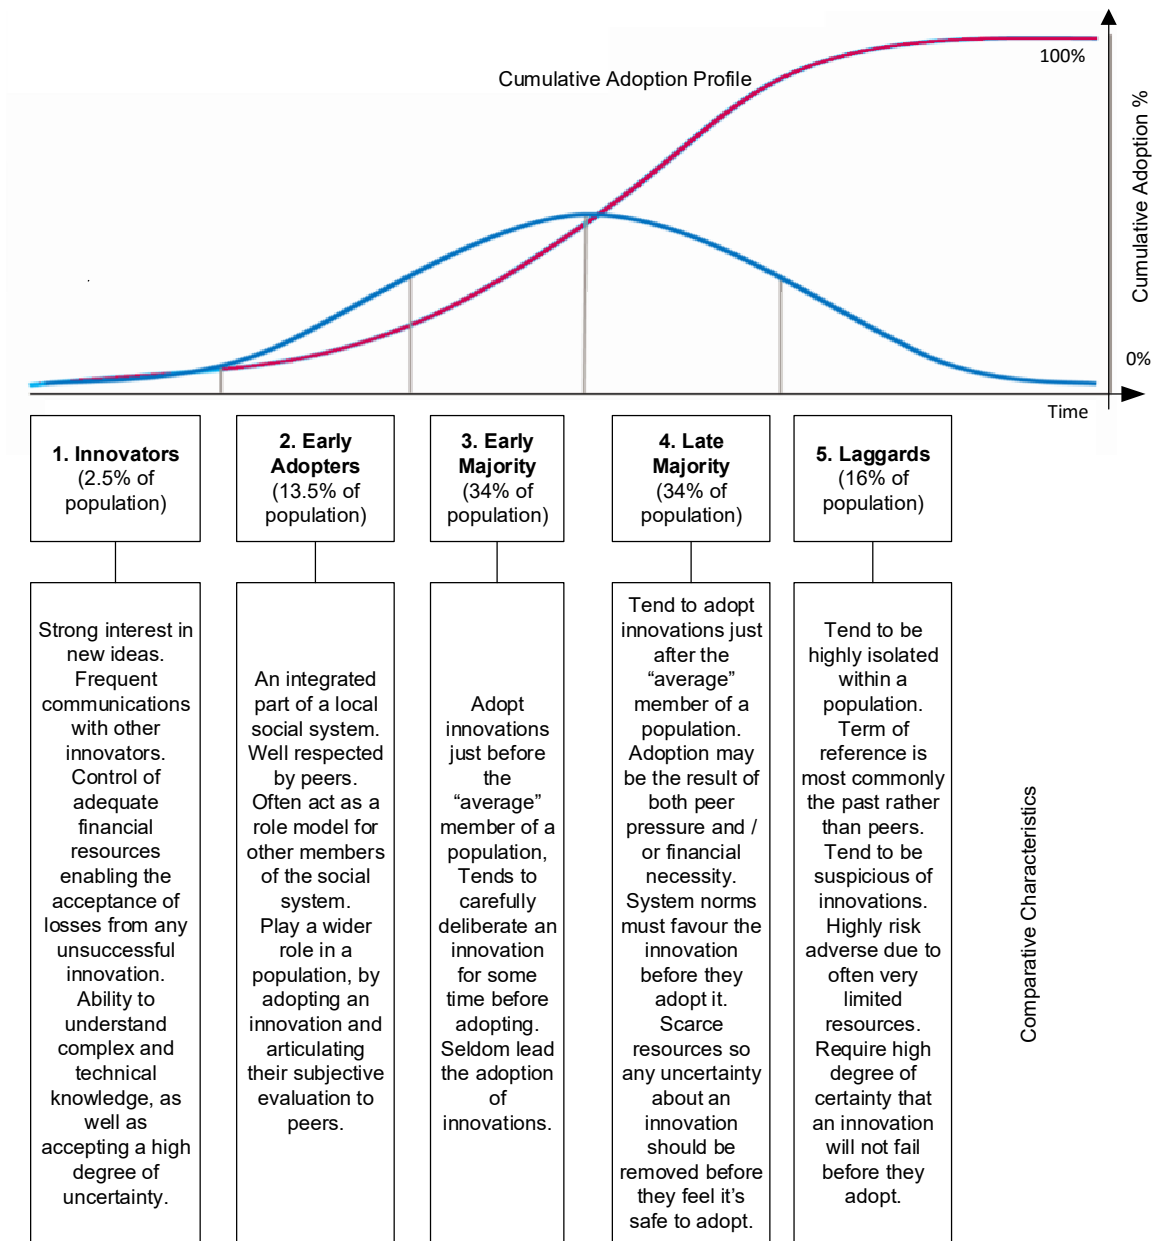 Cumulative Adoption Profile
100%
Cumulative Adoption %
0%
Time
1. Innovators
(2.5% of
population)
2. Early
Adopters
(13.5% of
population)
3. Early
Majority
(34% of
population)
4. Late
Majority
(34% of
population)
5. Laggards
(16% of
population)
Strong interest in
new ideas.
Frequent
communications
with other
innovators.
Control of
adequate
financial
resources
enabling the
acceptance of
losses from any
unsuccessful
innovation.
Ability to
understand
complex and
technical
knowledge, as
well as
accepting a high
degree of
uncertainty.
An integrated
part of a local
social system.
Well respected
by peers.
Often act as a
role model for
other members
of the social
system.
Play a wider
role in a
population, by
adopting an
innovation and
articulating
their subjective
evaluation to
peers.
Adopt
innovations
just before
the
“average”
member of a
population,
Tends to
carefully
deliberate an
innovation
for some
time before
adopting.
Seldom lead
the adoption
of
innovations.
Tend to adopt
innovations just
after the
“average”
member of a
population.
Adoption may
be the result of
both peer
pressure and /
or financial
necessity.
System norms
must favour the
innovation
before they
adopt it.
Scarce
resources so
any uncertainty
about an
innovation
should be
removed before
they feel it’s
safe to adopt.
Tend to be
highly isolated
within a
population.
Term of
reference is
most commonly
the past rather
than peers.
Tend to be
suspicious of
innovations.
Highly risk
adverse due to
often very
limited
resources.
Require high
degree of
certainty that
an innovation
will not fail
before they
adopt.
Comparative Characteristics